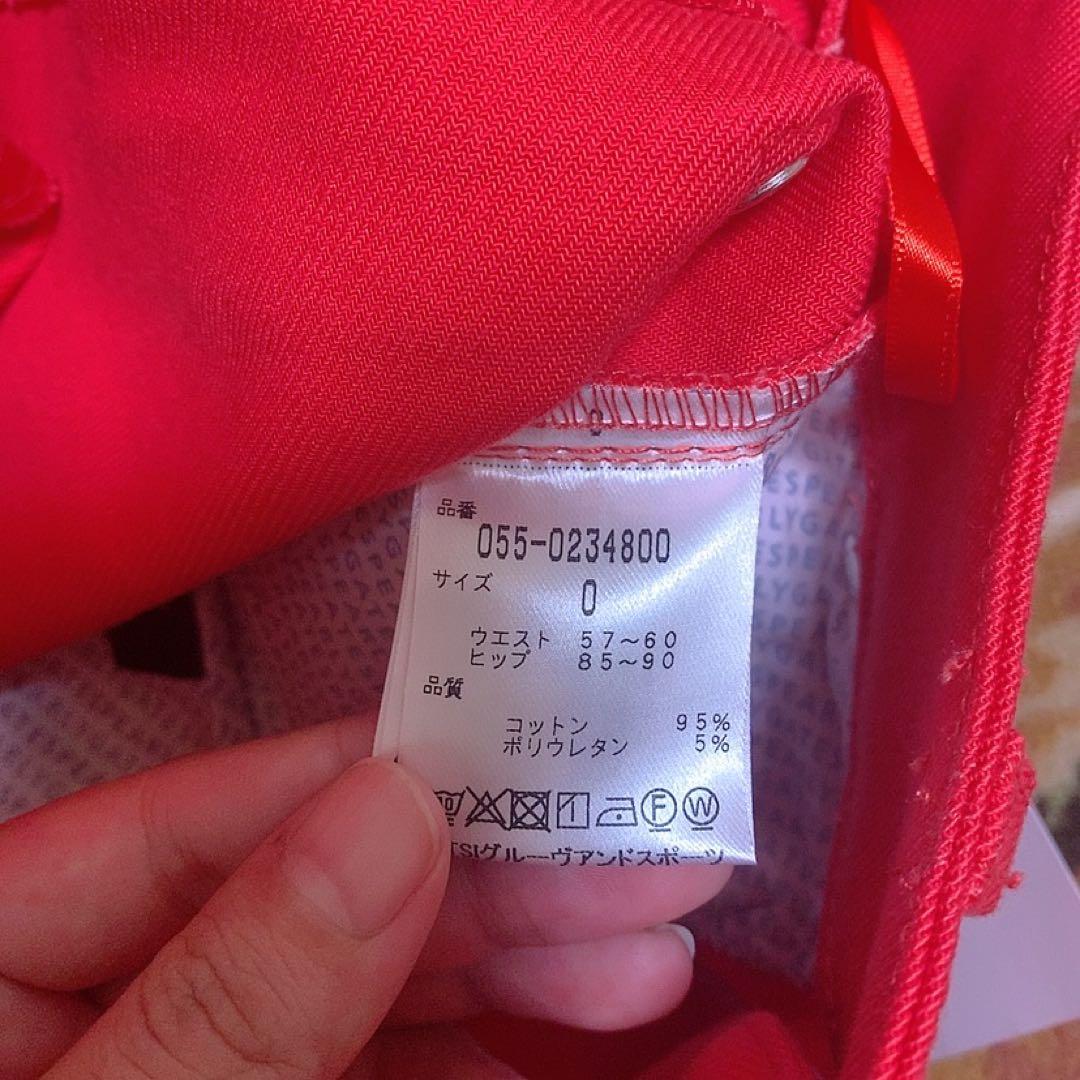 品番
055-0234800
サイズ
0
ウエスト 57～60
ヒップ 85～90
品質
コットン 95%
ポリウレタン 5%
F W
TSIグルーヴアンドスポーツ